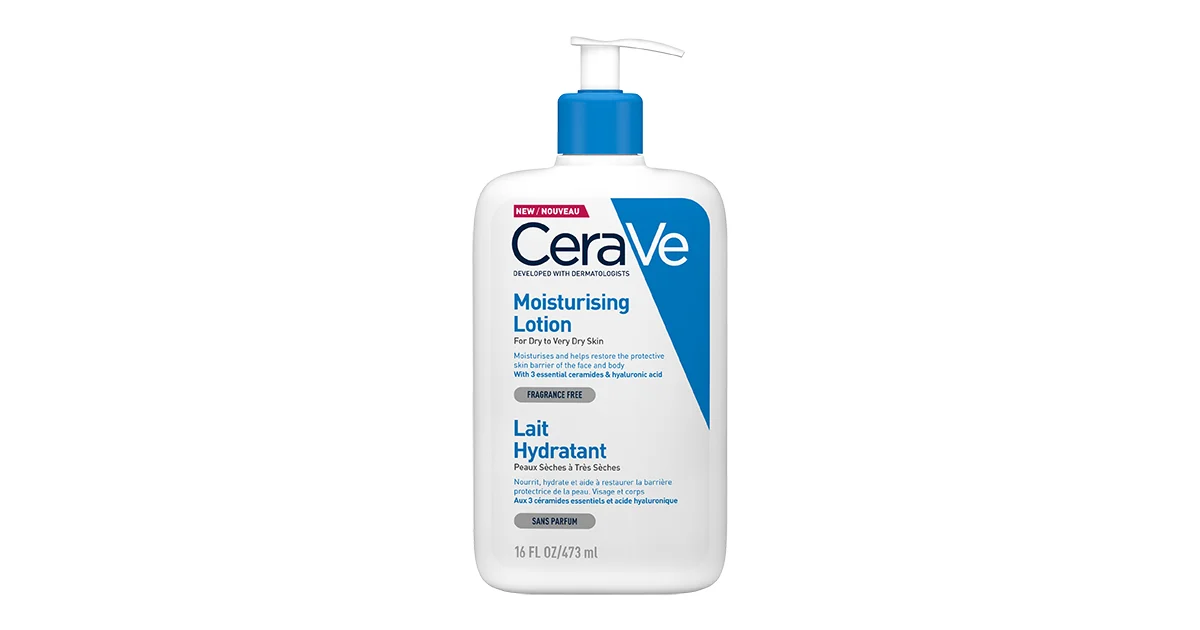 NEW / NOUVEAU
CeraVe
DEVELOPED WITH DERMATOLOGISTS
Moisturising
Lotion
For Dry to Very Dry Skin
Moisturises and helps restore the protective
skin barrier of the face and body
With 3 essential ceramides & hyaluronic acid
FRAGRANCE FREE
Lait
Hydratant
Peaux Sèches à Très Sèches
Nourrit, hydrate et aide à restaurer la barrière
protectrice de la peau. Visage et corps
Aux 3 céramides essentiels et acide hyaluronique
SANS PARFUM
16 FL OZ/473 ml